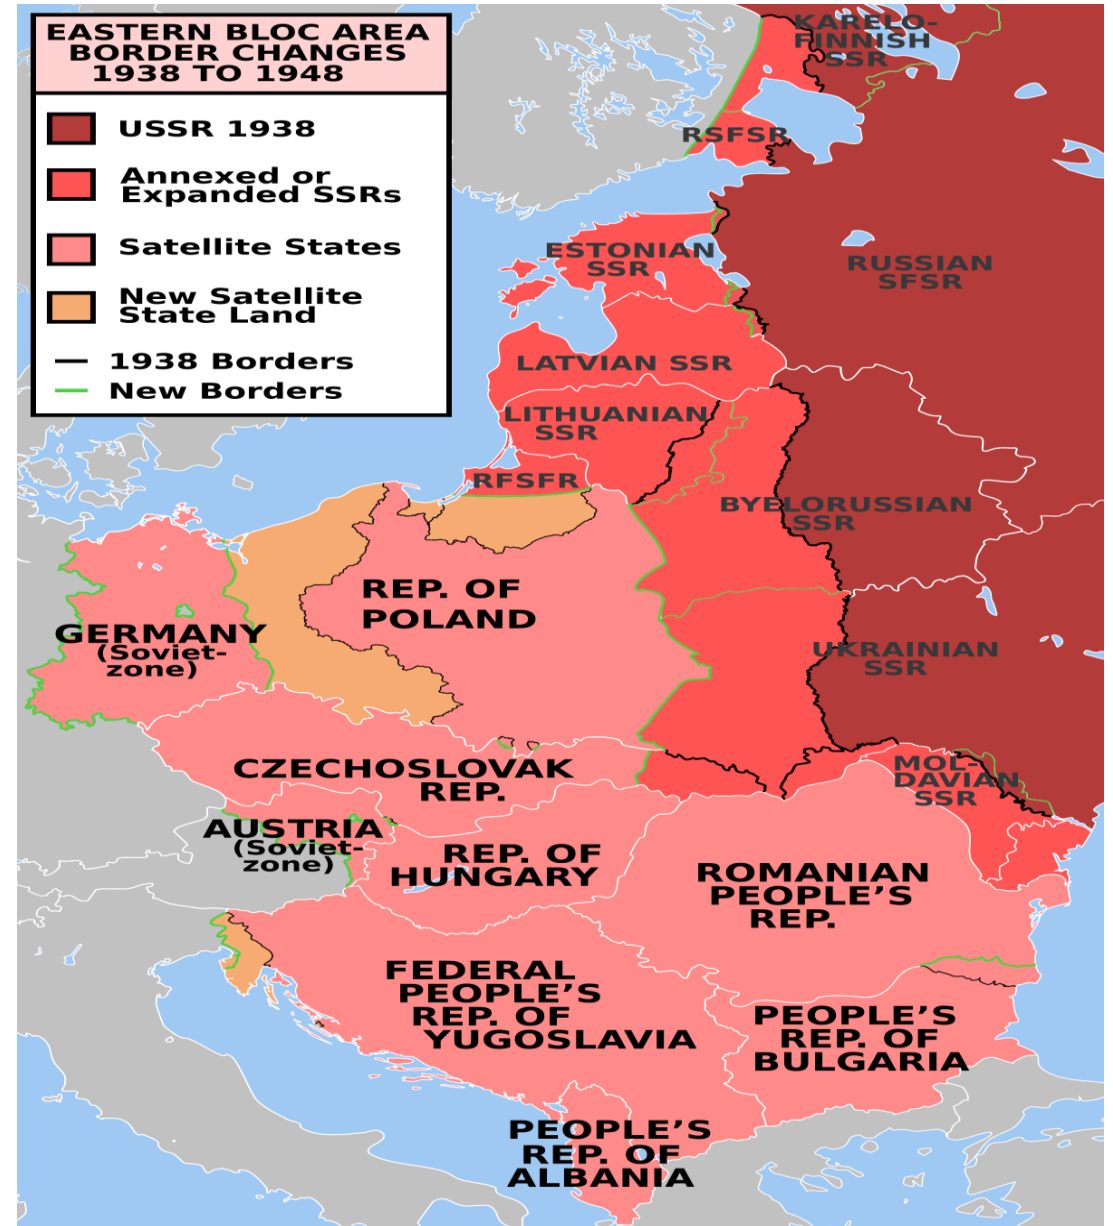 EASTERN BLOC AREA
BORDER CHANGES
1938 TO 1948
USSR 1938
Annexed or
Expanded SSRs
Satellite States
New Satellite
State Land
1938 Borders
New Borders
KARELO-
FINNISH
SSR
RSFSR
ESTONIAN
SSR
RUSSIAN
SFSR
LATVIAN SSR
LITHUANIAN
SSR
RFSFR
BYELORUSSIAN
SSR
REP. OF
POLAND
GERMANY
(Soviet-
zone)
UKRAINIAN
SSR
CZECHOSLOVAK
REP.
MOL-
DAVIAN
SSR
AUSTRIA
(Soviet-
zone)
REP. OF
HUNGARY
ROMANIAN
PEOPLE'S
REP.
FEDERAL
PEOPLE'S
REP. OF
YUGOSLAVIA
PEOPLE'S
REP. OF
BULGARIA
PEOPLE'S
REP. OF
ALBANIA